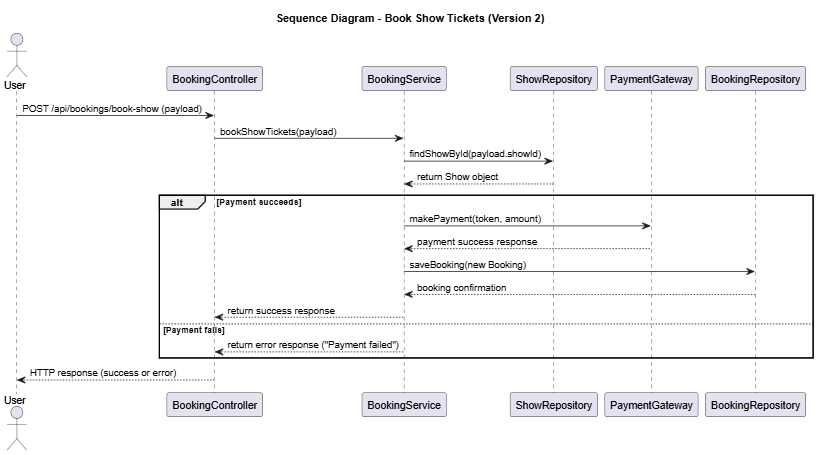 Sequence Diagram - Book Show Tickets (Version 2)
User
BookingController
BookingService
ShowRepository
PaymentGateway
BookingRepository
POST /api/bookings/book-show (payload)
bookShowTickets(payload)
findShowById(payload.showId)
return Show object
alt
[Payment succeeds]
makePayment(token, amount)
payment success response
saveBooking(new Booking)
booking confirmation
return success response
[Payment fails]
return error response ("Payment failed")
HTTP response (success or error)
User
BookingController
BookingService
ShowRepository
PaymentGateway
BookingRepository